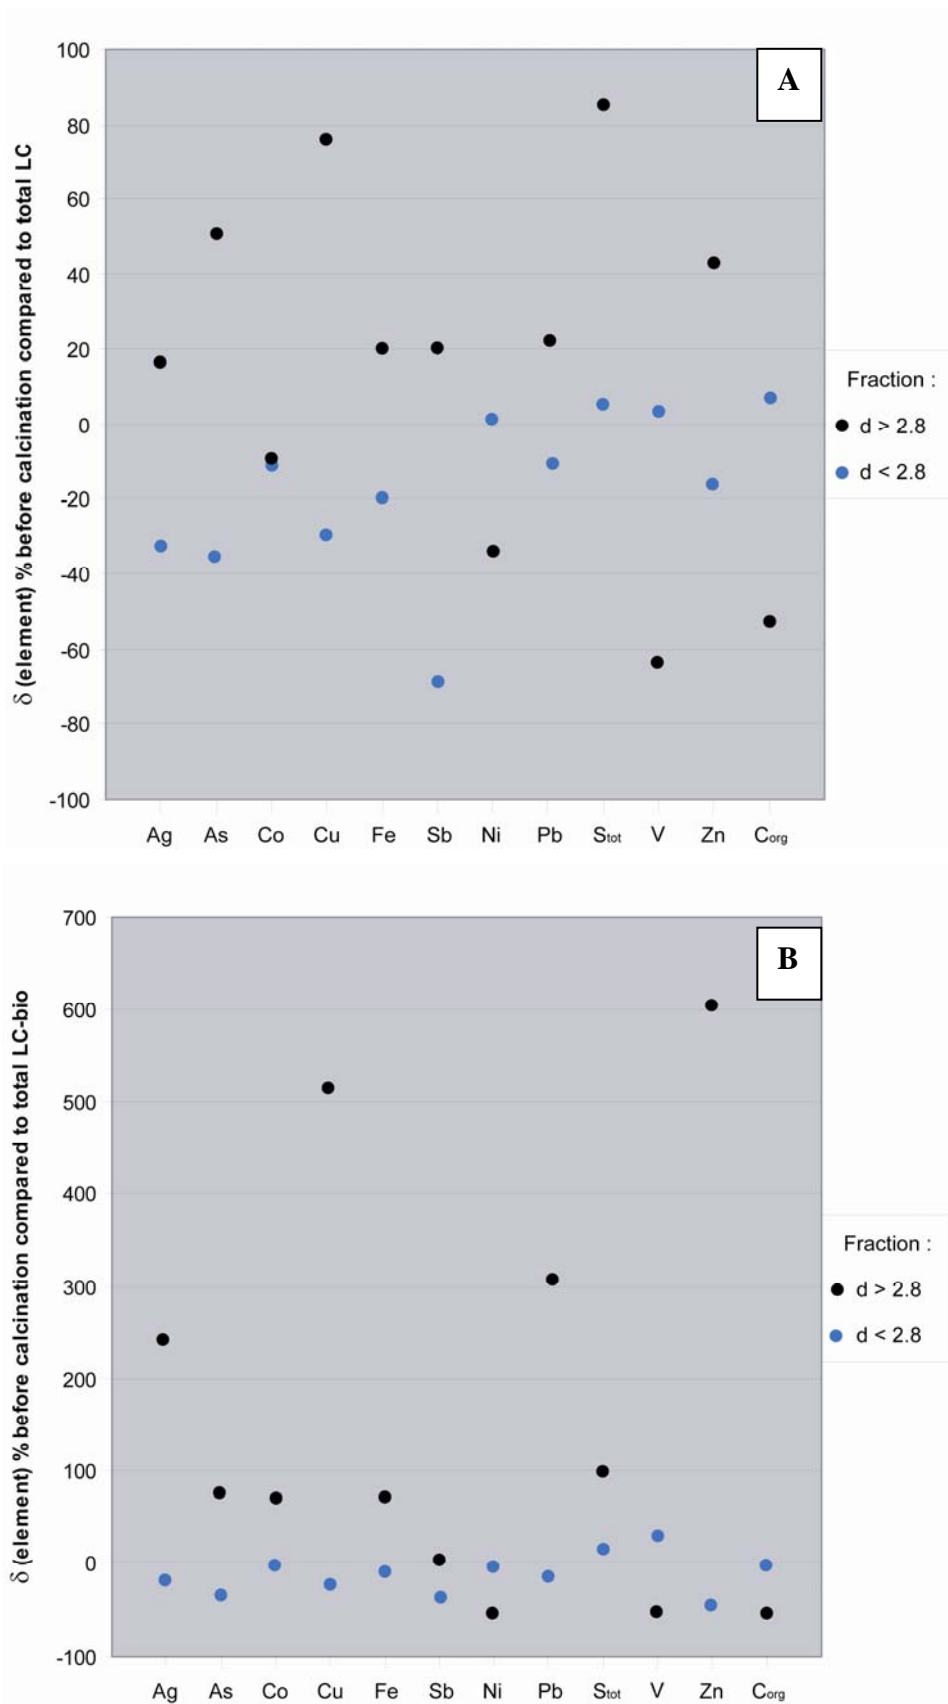 A
δ (element) % before calcination compared to total LC
100
80
60
40
20
0
-20
-40
-60
-80
-100
Ag As Co Cu Fe Sb Ni Pb Stot V Zn Corg
Fraction :
d > 2.8
d < 2.8
B
δ (element) % before calcination compared to total LC-bio
700
600
500
400
300
200
100
0
-100
Ag As Co Cu Fe Sb Ni Pb Stot V Zn Corg
Fraction :
d > 2.8
d < 2.8